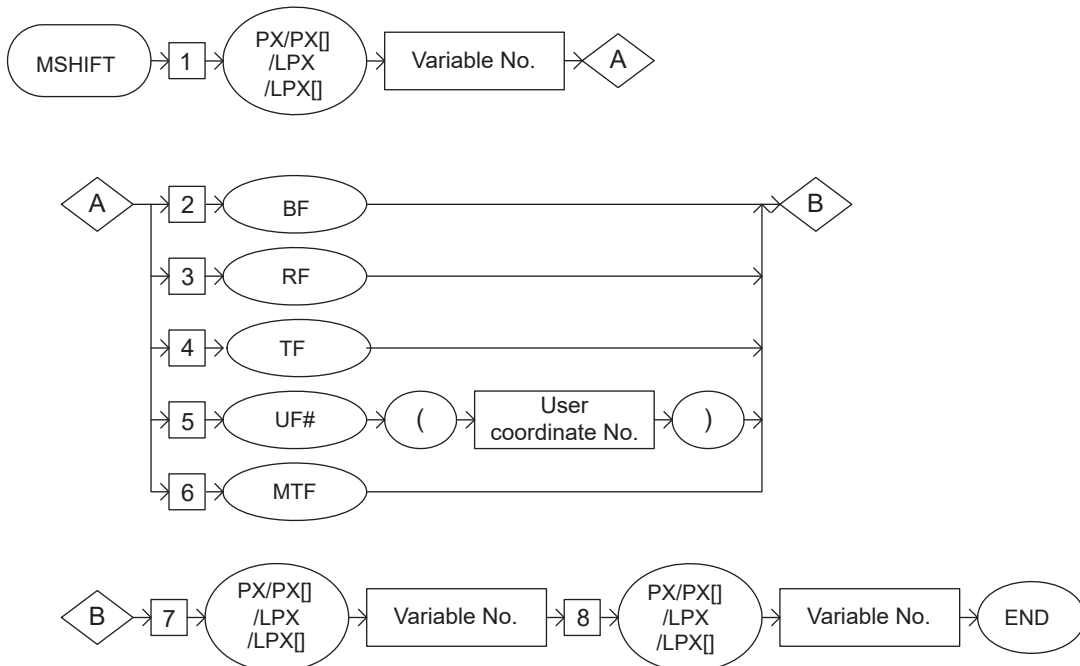 MSHIFT
1
PX/PX[]
/LPX
/LPX[]
Variable No.
A
A
2
BF
B
3
RF
4
TF
5
UF#
(
User
coordinate No.
)
6
MTF
B
7
PX/PX[]
/LPX
/LPX[]
Variable No.
8
PX/PX[]
/LPX
/LPX[]
Variable No.
END